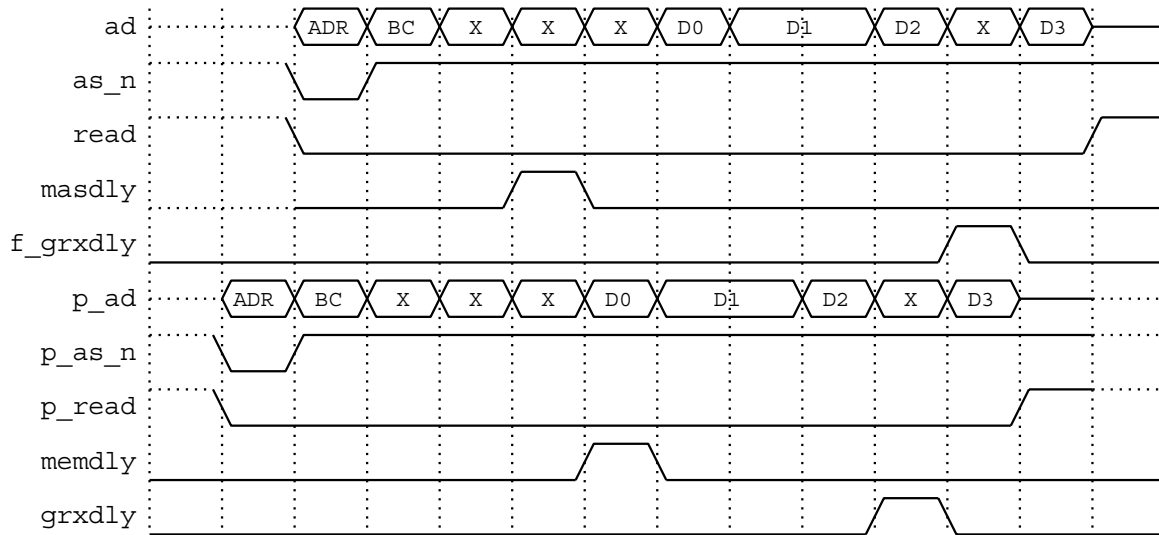 ad ADR BC X X X D0 D1 D2 X D3
as_n
read
masdly
f_grxdly
p_ad ADR BC X X X D0 D1 D2 X D3
p_as_n
p_read
memdly
grxdly